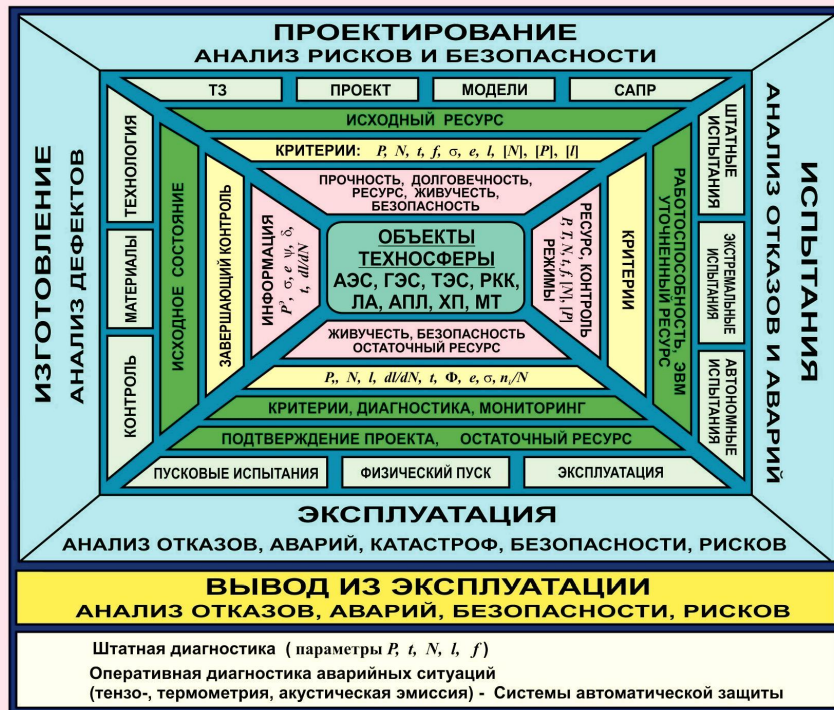 ПРОЕКТИРОВАНИЕ
АНАЛИЗ РИСКОВ И БЕЗОПАСНОСТИ
ТЗ
ПРОЕКТ
МОДЕЛИ
САПР
ИСХОДНЫЙ РЕСУРС
КРИТЕРИИ: P, N, t, f, σ, e, l, [N], [P], [l]
ПРОЧНОСТЬ, ДОЛГОВЕЧНОСТЬ,
РЕСУРС, ЖИВУЧЕСТЬ,
БЕЗОПАСНОСТЬ
ИЗГОТОВЛЕНИЕ
АНАЛИЗ ДЕФЕКТОВ
ТЕХНОЛОГИЯ
МАТЕРИАЛЫ
КОНТРОЛЬ
ИСХОДНОЕ СОСТОЯНИЕ
ЗАВЕРШАЮЩИЙ КОНТРОЛЬ
ИНФОРМАЦИЯ
σ, e ψ, δ,
t, dl/dN
ОБЪЕКТЫ
ТЕХНОСФЕРЫ
АЭС, ГЭС, ТЭС, РКК,
ЛА, АПЛ, ХП, МТ
РЕСУРС, КОНТРОЛЬ
P, T, N, t, f, [N], [P]
РЕЖИМЫ
КРИТЕРИИ
РАБОТОСПОСОБНОСТЬ, ЭВМ
УТОЧНЕННЫЙ РЕСУРС
ШТАТНЫЕ
ИСПЫТАНИЯ
ЭКСТРЕМАЛЬНЫЕ
ИСПЫТАНИЯ
АВТОНОМНЫЕ
ИСПЫТАНИЯ
АНАЛИЗ ОТКАЗОВ И АВАРИЙ
ИСПЫТАНИЯ
ЖИВУЧЕСТЬ, БЕЗОПАСНОСТЬ
ОСТАТОЧНЫЙ РЕСУРС
P,, N, l, dl/dN, t, Ф, e, σ, nᵢ/N
КРИТЕРИИ, ДИАГНОСТИКА, МОНИТОРИНГ
ПОДТВЕРЖДЕНИЕ ПРОЕКТА, ОСТАТОЧНЫЙ РЕСУРС
ПУСКОВЫЕ ИСПЫТАНИЯ
ФИЗИЧЕСКИЙ ПУСК
ЭКСПЛУАТАЦИЯ
ЭКСПЛУАТАЦИЯ
АНАЛИЗ ОТКАЗОВ, АВАРИЙ, КАТАСТРОФ, БЕЗОПАСНОСТИ, РИСКОВ
ВЫВОД ИЗ ЭКСПЛУАТАЦИИ
АНАЛИЗ ОТКАЗОВ, АВАРИЙ, БЕЗОПАСНОСТИ, РИСКОВ
Штатная диагностика ( параметры P, t, N, l, f )
Оперативная диагностика аварийных ситуаций
(тензо-, термометрия, акустическая эмиссия) - Системы автоматической защиты